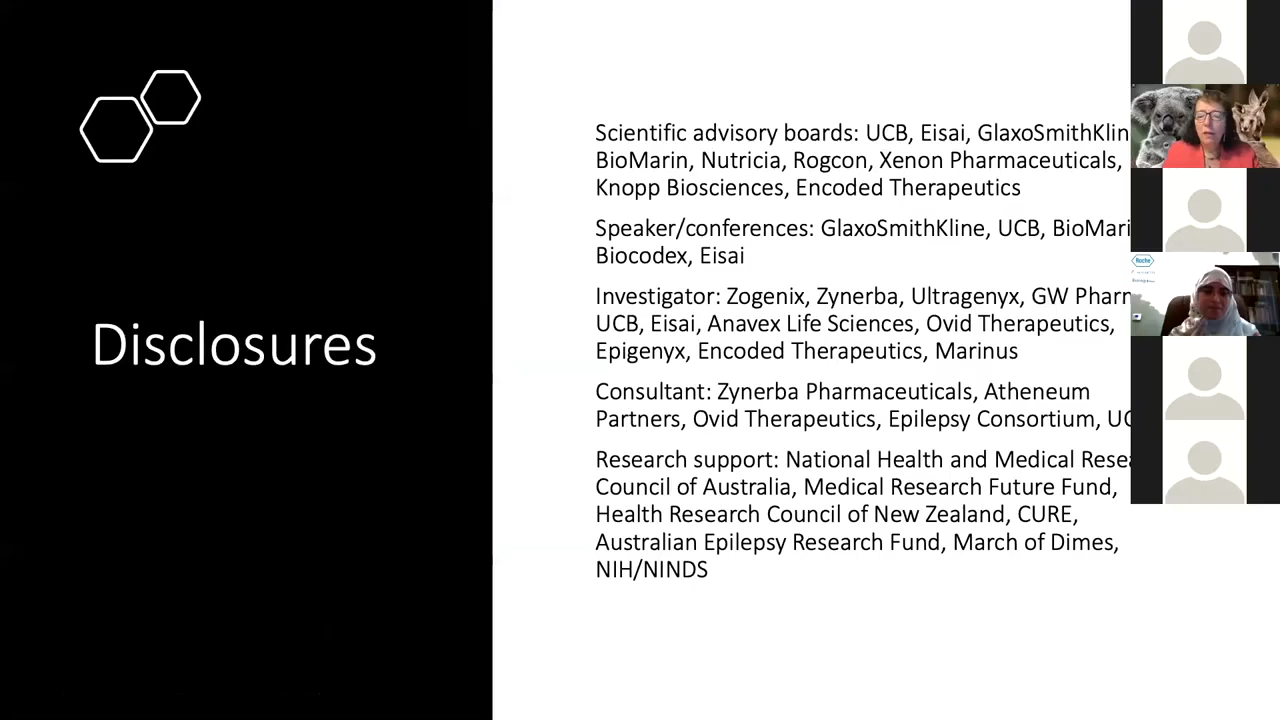 Disclosures
Scientific advisory boards: UCB, Eisai, GlaxoSmithKlin
BioMarin, Nutricia, Rogcon, Xenon Pharmaceuticals,
Knopp Biosciences, Encoded Therapeutics
Speaker/conferences: GlaxoSmithKline, UCB, BioMari
Biocodex, Eisai
Investigator: Zogenix, Zynerba, Ultragenyx, GW Pharm
UCB, Eisai, Anavex Life Sciences, Ovid Therapeutics,
Epigenyx, Encoded Therapeutics, Marinus
Consultant: Zynerba Pharmaceuticals, Atheneum
Partners, Ovid Therapeutics, Epilepsy Consortium, UC
Research support: National Health and Medical Resea
Council of Australia, Medical Research Future Fund,
Health Research Council of New Zealand, CURE,
Australian Epilepsy Research Fund, March of Dimes,
NIH/NINDS
Roche